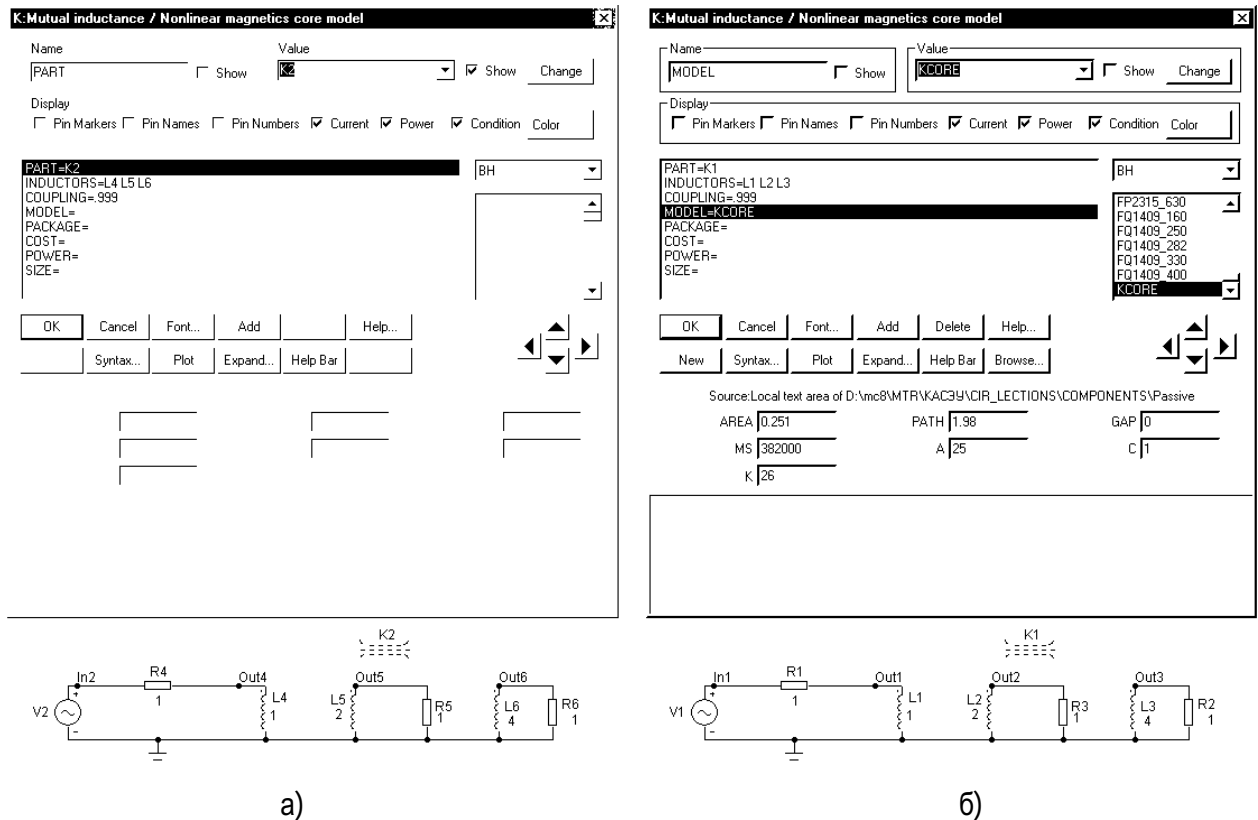 K:Mutual inductance / Nonlinear magnetics core model
Name Value
PART Show K2 Show Change
Display
Pin Markers Pin Names Pin Numbers Current Power Condition Color
PART=K2 BH
INDUCTORS=L4 L5 L6
COUPLING=.999
MODEL=
PACKAGE=
COST=
POWER=
SIZE=
OK Cancel Font... Add Help...
Syntax... Plot Expand... Help Bar
K2
In2 R4 Out4 Out5 Out6
1
V2 L4 1 L5 2 R5 1 L6 4 R6 1
+
-
а)
K:Mutual inductance / Nonlinear magnetics core model
Name Value
MODEL Show KCORE Show Change
Display
Pin Markers Pin Names Pin Numbers Current Power Condition Color
PART=K1 BH
INDUCTORS=L1 L2 L3
COUPLING=.999
MODEL=KCORE
PACKAGE=
COST=
POWER=
SIZE=
FP2315_630
FQ1409_160
FQ1409_250
FQ1409_282
FQ1409_330
FQ1409_400
KCORE
OK Cancel Font... Add Delete Help...
New Syntax... Plot Expand... Help Bar Browse...
Source:Local text area of D:\mc8\MTR\КАСЭУ\CIR_LECTIONS\COMPONENTS\Passive
AREA 0.251 PATH 1.98 GAP 0
MS 382000 A 25 C 1
K 26
K1
In1 R1 Out1 Out2 Out3
1
V1 L1 1 L2 2 R3 1 L3 4 R2 1
+
-
б)